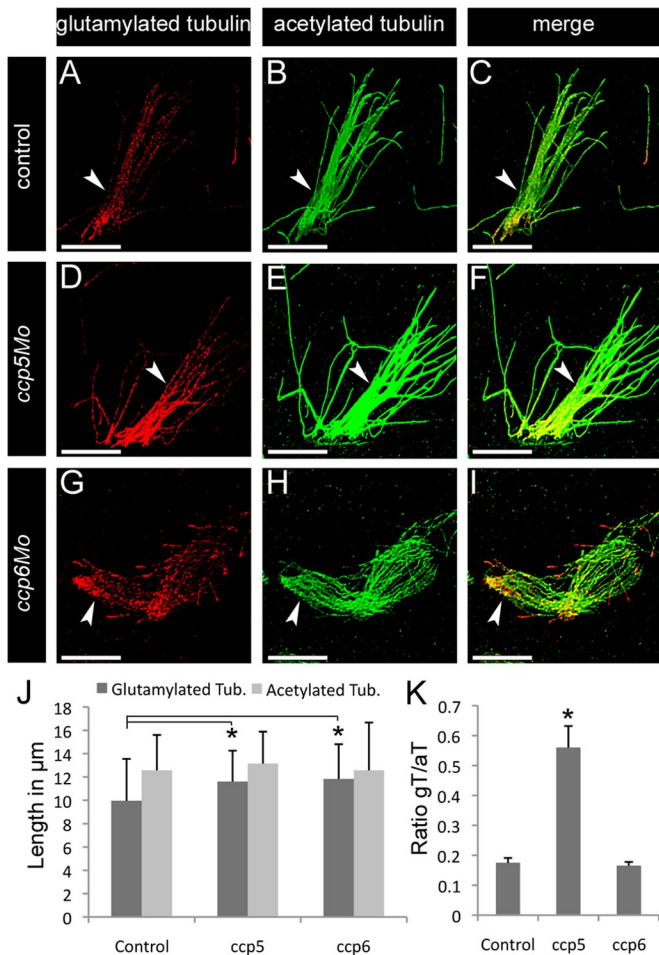 glutamylated tubulin acetylated tubulin merge
control
A B C
ccp5Mo
D E F
ccp6Mo
G H I
J
Glutamylated Tub. Acetylated Tub.
Length in µm
18
16
14
12
10
8
6
4
2
0
* *
Control ccp5 ccp6
K
Ratio gT/aT
0.7
0.6
0.5
0.4
0.3
0.2
0.1
0
*
Control ccp5 ccp6